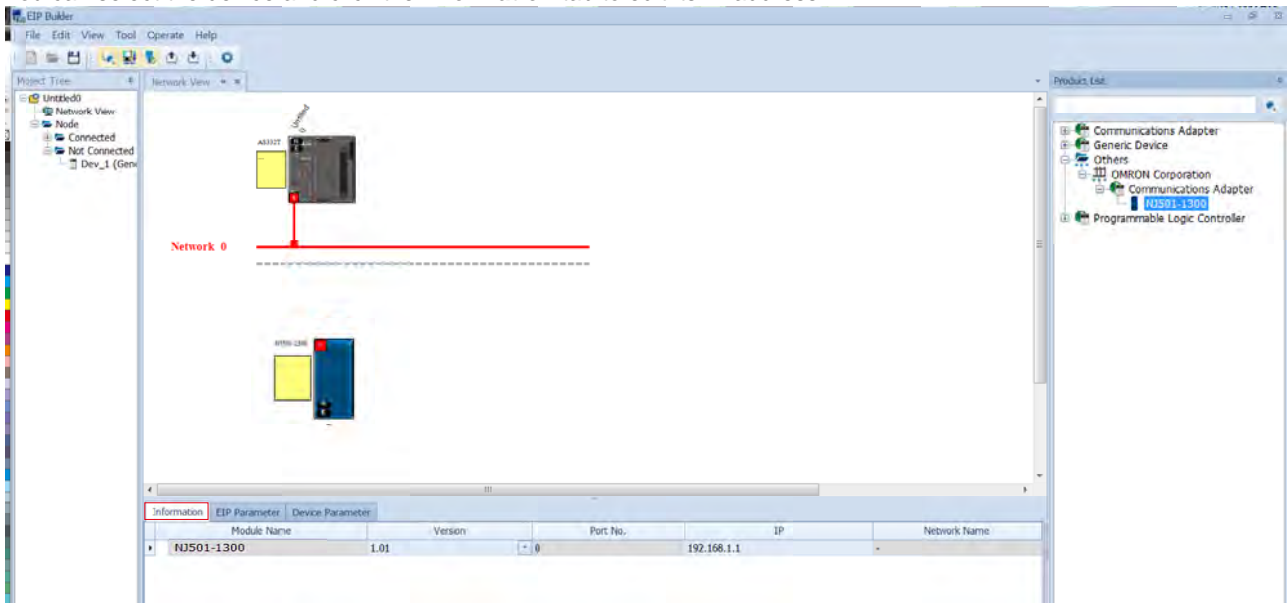 EIP Builder
File Edit View Tool Operate Help
Project Tree
Untitled0
Network View
Node
Connected
Not Connected
Dev_1 (Gen
Network View
Untitled
0
AS332T
Network 0
Information
EIP Parameter
Device Parameter
Module Name Version Port No. IP Network Name
NJ501-1300 1.01 0 192.168.1.1 -
Product List
Communications Adapter
Generic Device
Others
OMRON Corporation
Communications Adapter
NJ501-1300
Programmable Logic Controller